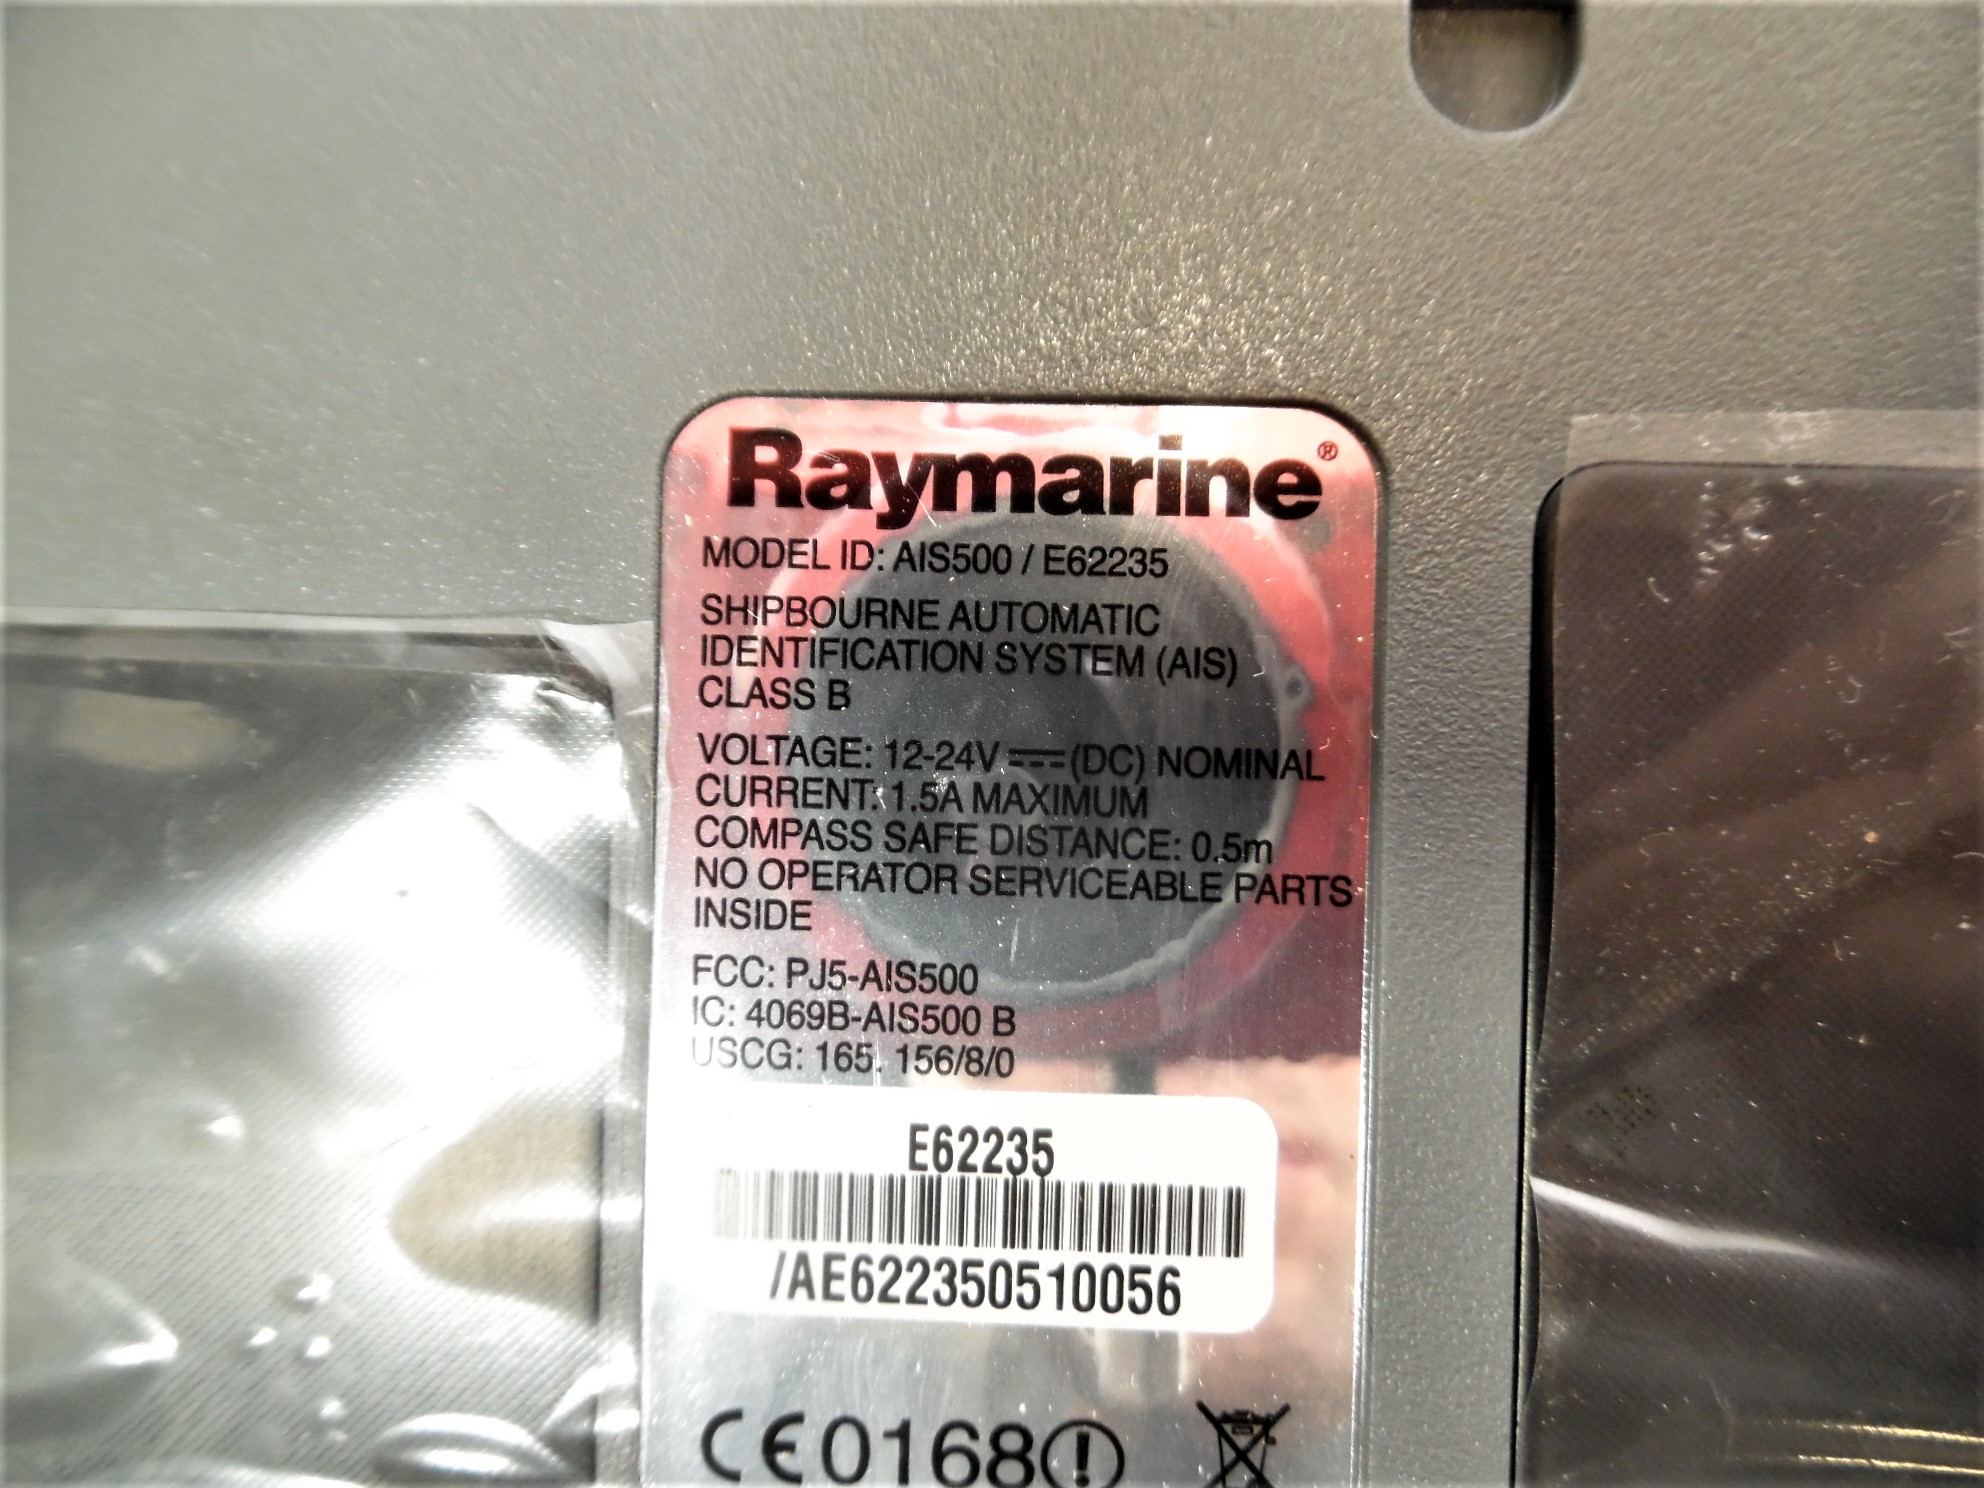 Raymarine®
MODEL ID: AIS500 / E62235
SHIPBOURNE AUTOMATIC
IDENTIFICATION SYSTEM (AIS)
CLASS B
VOLTAGE: 12-24V ⎓ (DC) NOMINAL
CURRENT: 1.5A MAXIMUM
COMPASS SAFE DISTANCE: 0.5m
NO OPERATOR SERVICEABLE PARTS
INSIDE
FCC: PJ5-AIS500
IC: 4069B-AIS500 B
USCG: 165. 156/8/0
E62235
/AE622350510056
CE0168!